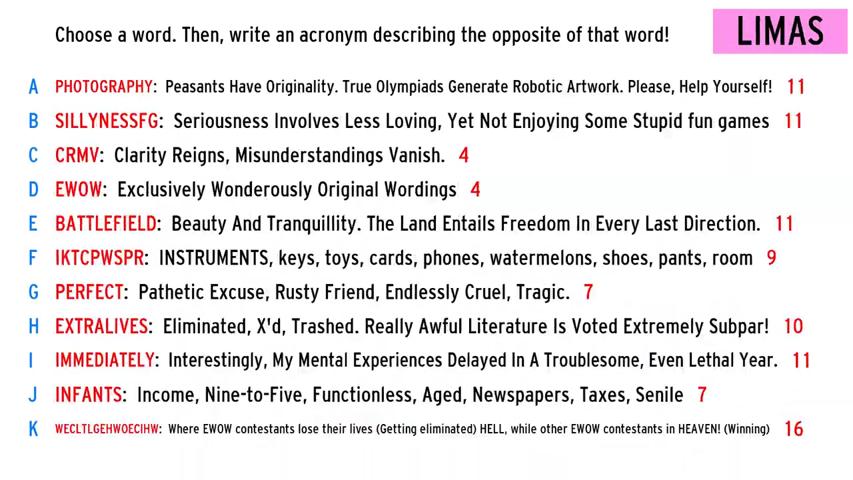 Choose a word. Then, write an acronym describing the opposite of that word!
LIMAS
A PHOTOGRAPHY: Peasants Have Originality. True Olympiads Generate Robotic Artwork. Please, Help Yourself! 11
B SILLYNESSFG: Seriousness Involves Less Loving, Yet Not Enjoying Some Stupid fun games 11
C CRMV: Clarity Reigns, Misunderstandings Vanish. 4
D EWOW: Exclusively Wonderously Original Wordings 4
E BATTLEFIELD: Beauty And Tranquillity. The Land Entails Freedom In Every Last Direction. 11
F IKTCPWSPR: INSTRUMENTS, keys, toys, cards, phones, watermelons, shoes, pants, room 9
G PERFECT: Pathetic Excuse, Rusty Friend, Endlessly Cruel, Tragic. 7
H EXTRALIVES: Eliminated, X'd, Trashed. Really Awful Literature Is Voted Extremely Subpar! 10
I IMMEDIATELY: Interestingly, My Mental Experiences Delayed In A Troublesome, Even Lethal Year. 11
J INFANTS: Income, Nine-to-Five, Functionless, Aged, Newspapers, Taxes, Senile 7
K WECLTLGEHWOECIHW: Where EWOW contestants lose their lives (Getting eliminated) HELL, while other EWOW contestants in HEAVEN! (Winning) 16